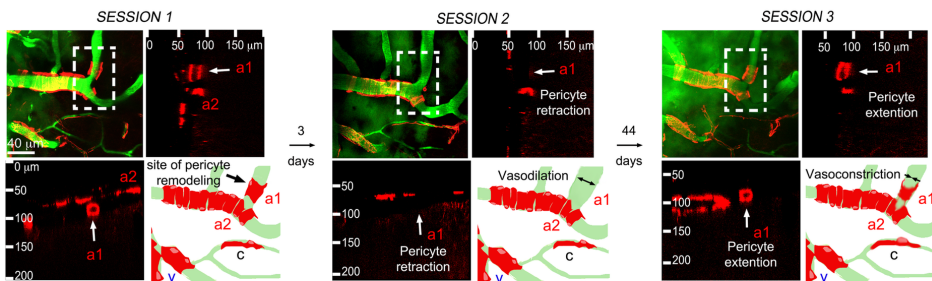 SESSION 1
50 100 150 μm
a1
a2
40 μm
0 μm
50
100
150
200
a2
a1
site of pericyte
remodeling
a1
a2
c
v
3
days
SESSION 2
50 100 150 μm
a1
Pericyte
retraction
50
100
150
200
a1
Pericyte
retraction
Vasodilation
a1
a2
c
v
44
days
SESSION 3
50 100 150 μm
a1
Pericyte
extention
50
100
150
200
a1
Pericyte
extention
Vasoconstriction
a1
a2
c
v